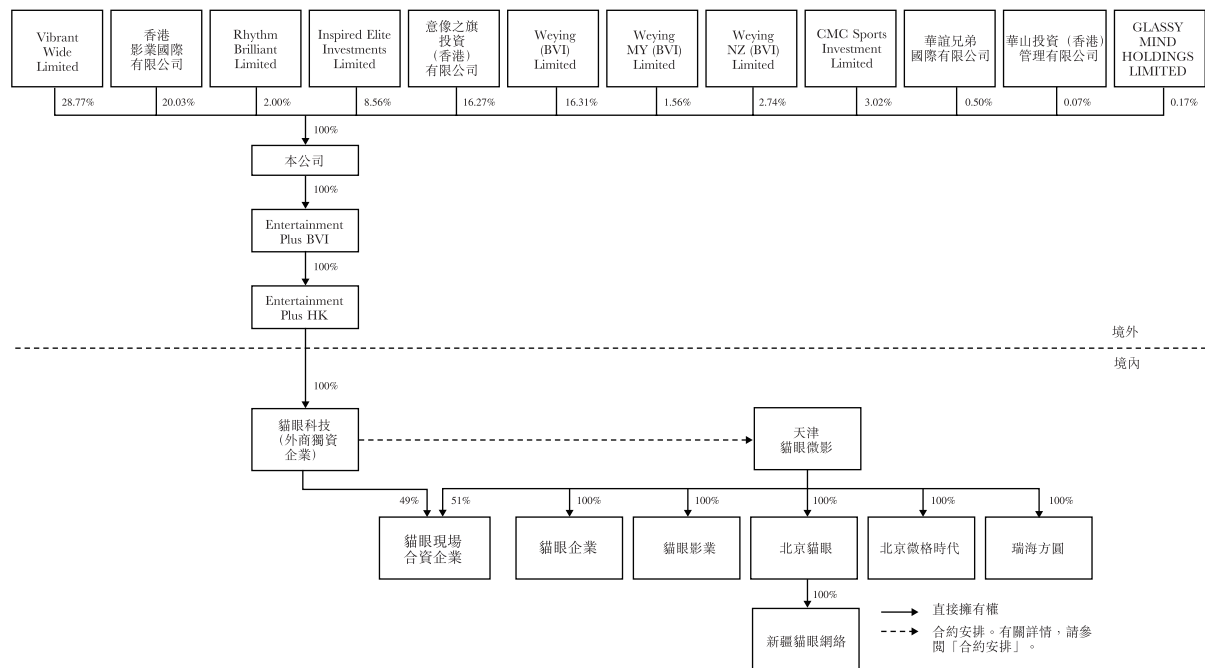 Vibrant
Wide
Limited
香港
影業國際
有限公司
Rhythm
Brilliant
Limited
Inspired Elite
Investments
Limited
意像之旗
投資
(香港)
有限公司
Weying
(BVI)
Limited
Weying
MY (BVI)
Limited
Weying
NZ (BVI)
Limited
CMC Sports
Investment
Limited
華誼兄弟
國際有限公司
華山投資(香港)
管理有限公司
GLASSY
MIND
HOLDINGS
LIMITED
28.77%
20.03%
2.00%
8.56%
16.27%
16.31%
1.56%
2.74%
3.02%
0.50%
0.07%
0.17%
100%
本公司
100%
Entertainment
Plus BVI
100%
Entertainment
Plus HK
境外
境內
100%
貓眼科技
(外商獨資
企業)
天津
貓眼微影
49%
51%
100%
100%
100%
100%
100%
貓眼現場
合資企業
貓眼企業
貓眼影業
北京貓眼
北京微格時代
瑞海方圓
100%
新疆貓眼網絡
直接擁有權
合約安排。有關詳情，請參
閱「合約安排」。